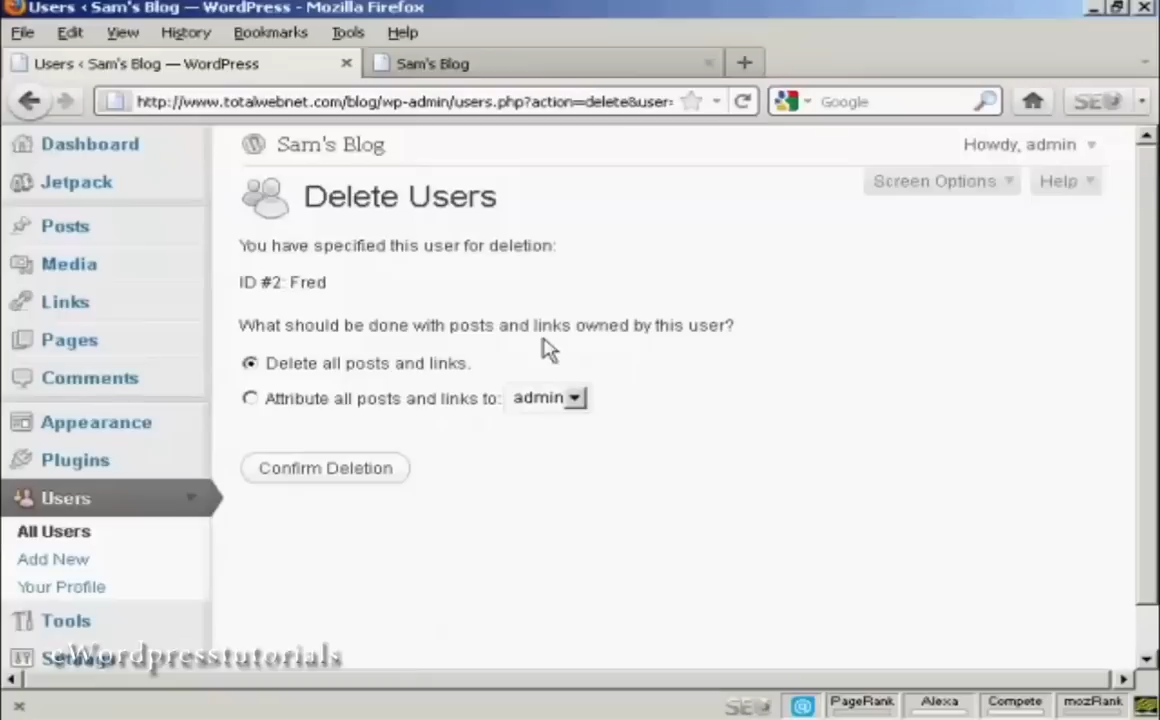 Users ‹ Sam's Blog — WordPress - Mozilla Firefox
File Edit View History Bookmarks Tools Help
Users ‹ Sam's Blog — WordPress
Sam's Blog
http://www.totalwebnet.com/blog/wp-admin/users.php?action=delete&user=
Google
SEO
Dashboard
Jetpack
Posts
Media
Links
Pages
Comments
Appearance
Plugins
Users
All Users
Add New
Your Profile
Tools
Settings
Sam's Blog
Howdy, admin
Screen Options
Help
Delete Users
You have specified this user for deletion:
ID #2: Fred
What should be done with posts and links owned by this user?
Delete all posts and links.
Attribute all posts and links to: admin
Confirm Deletion
eWordpresstutorials
SEO PageRank Alexa Compete mozRank